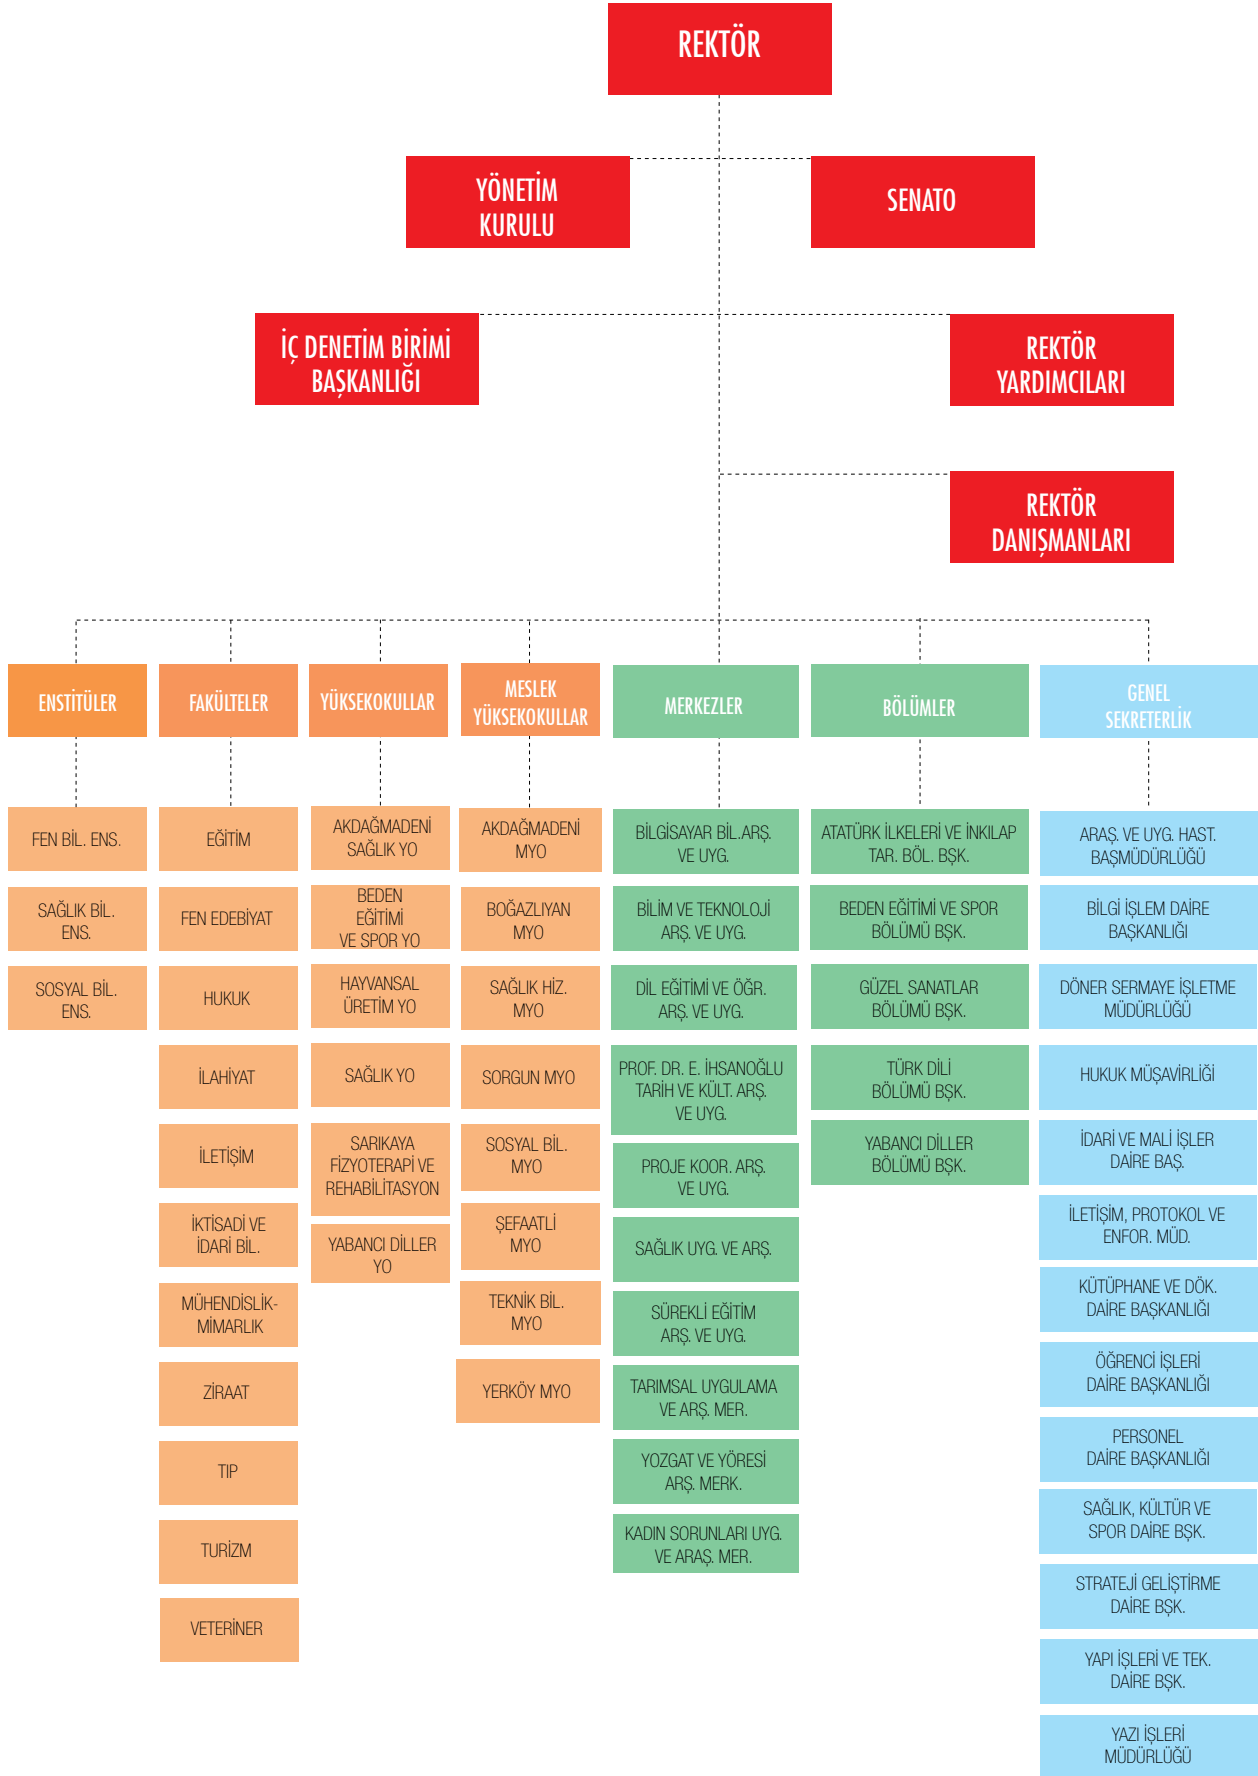 REKTÖR
YÖNETİM
KURULU
SENATO
İÇ DENETİM BİRİMİ
BAŞKANLIĞI
REKTÖR
YARDIMCILARI
REKTÖR
DANIŞMANLARI
ENSTİTÜLER
FEN BİL. ENS.
SAĞLIK BİL.
ENS.
SOSYAL BİL.
ENS.
FAKÜLTELER
EĞİTİM
FEN EDEBİYAT
HUKUK
İLAHİYAT
İLETİŞİM
İKTİSADİ VE
İDARİ BİL.
MÜHENDİSLİK-
MİMARLIK
ZİRAAT
TIP
TURİZM
VETERİNER
YÜKSEKOKULLAR
AKDAĞMADENİ
SAĞLIK YO
BEDEN
EĞİTİMİ
VE SPOR YO
HAYVANSAL
ÜRETİM YO
SAĞLIK YO
SARIKAYA
FİZYOTERAPİ VE
REHABİLİTASYON
YABANCI DİLLER
YO
MESLEK
YÜKSEKOKULLAR
AKDAĞMADENİ
MYO
BOĞAZLIYAN
MYO
SAĞLIK HİZ.
MYO
SORGUN MYO
SOSYAL BİL.
MYO
ŞEFAATLİ
MYO
TEKNİK BİL.
MYO
YERKÖY MYO
MERKEZLER
BİLGİSAYAR BİL.ARŞ.
VE UYG.
BİLİM VE TEKNOLOJİ
ARŞ. VE UYG.
DİL EĞİTİMİ VE ÖĞR.
ARŞ. VE UYG.
PROF. DR. E. İHSANOĞLU
TARİH VE KÜLT. ARŞ.
VE UYG.
PROJE KOOR. ARŞ.
VE UYG.
SAĞLIK UYG. VE ARŞ.
SÜREKLİ EĞİTİM
ARŞ. VE UYG.
TARIMSAL UYGULAMA
VE ARŞ. MER.
YOZGAT VE YÖRESİ
ARŞ. MERK.
KADIN SORUNLARI UYG.
VE ARAŞ. MER.
BÖLÜMLER
ATATÜRK İLKELERİ VE İNKILAP
TAR. BÖL. BŞK.
BEDEN EĞİTİMİ VE SPOR
BÖLÜMÜ BŞK.
GÜZEL SANATLAR
BÖLÜMÜ BŞK.
TÜRK DİLİ
BÖLÜMÜ BŞK.
YABANCI DİLLER
BÖLÜMÜ BŞK.
GENEL
SEKRETERLİK
ARAŞ. VE UYG. HAST.
BAŞMÜDÜRLÜĞÜ
BİLGİ İŞLEM DAİRE
BAŞKANLIĞI
DÖNER SERMAYE İŞLETME
MÜDÜRLÜĞÜ
HUKUK MÜŞAVİRLİĞİ
İDARİ VE MALİ İŞLER
DAİRE BAŞ.
İLETİŞİM, PROTOKOL VE
ENFOR. MÜD.
KÜTÜPHANE VE DÖK.
DAİRE BAŞKANLIĞI
ÖĞRENCİ İŞLERİ
DAİRE BAŞKANLIĞI
PERSONEL
DAİRE BAŞKANLIĞI
SAĞLIK, KÜLTÜR VE
SPOR DAİRE BŞK.
STRATEJİ GELİŞTİRME
DAİRE BŞK.
YAPI İŞLERİ VE TEK.
DAİRE BŞK.
YAZI İŞLERİ
MÜDÜRLÜĞÜ